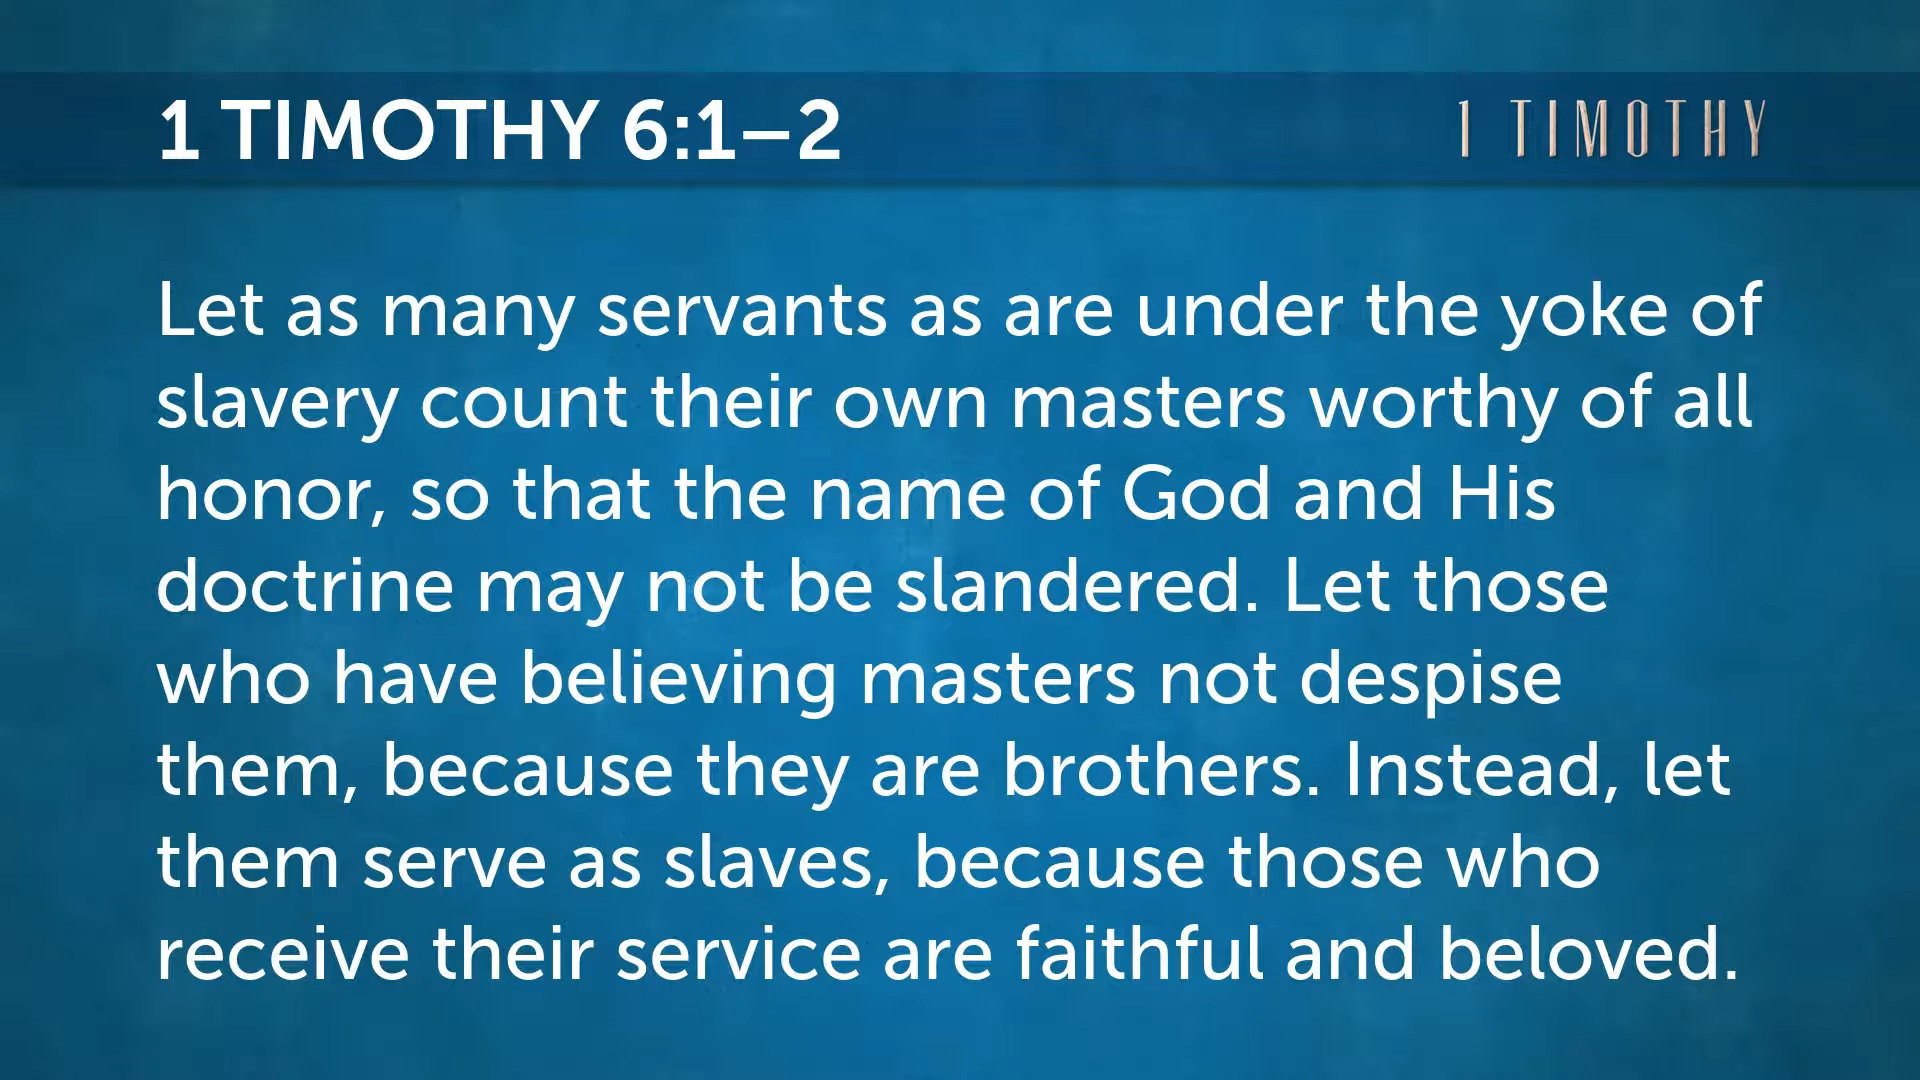 1 TIMOTHY 6:1–2
1 TIMOTHY
Let as many servants as are under the yoke of
slavery count their own masters worthy of all
honor, so that the name of God and His
doctrine may not be slandered. Let those
who have believing masters not despise
them, because they are brothers. Instead, let
them serve as slaves, because those who
receive their service are faithful and beloved.